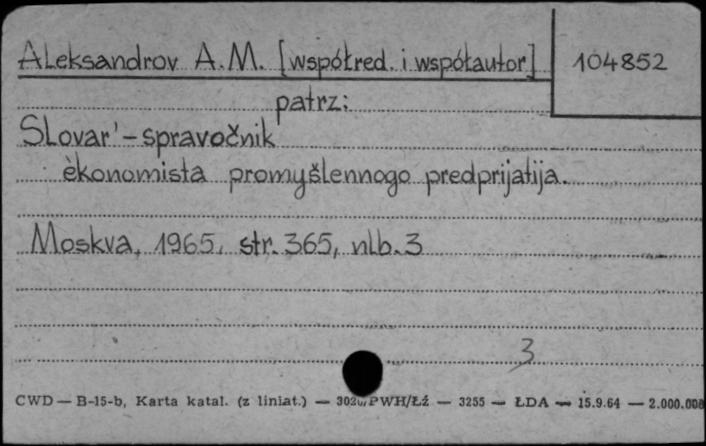 Aleksandrov A.M. [współred. i współautor] 104852
patrz:
Slovar'-spravočnik
èkonomista promyšlennogo predprijatija.
Moskva, 1965, str. 365, nlb. 3
3
CWD — B-15-b, Karta katal. (z liniat.) — 3020/PWH/Łź — 3255 — ŁDA — 15.9.64 — 2.000.000